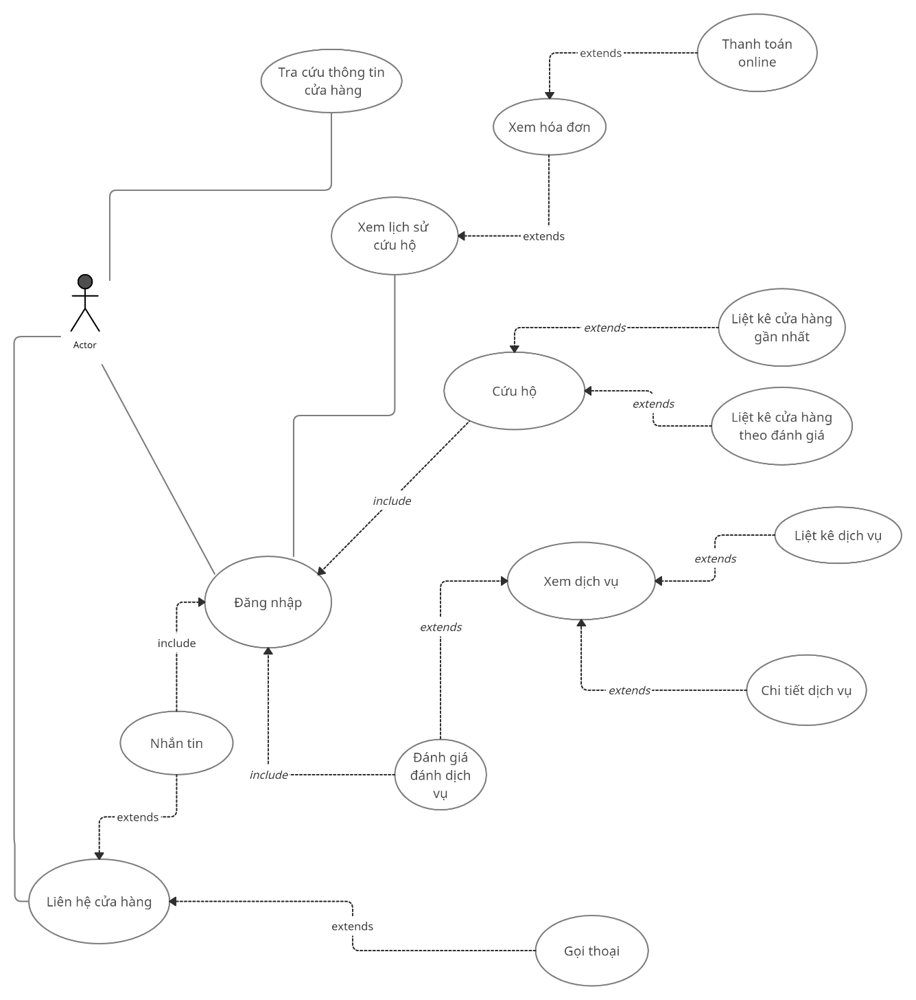 Thanh toán
online
extends
Tra cứu thông tin
cửa hàng
Xem hóa đơn
Xem lịch sử
cứu hộ
extends
Actor
Liệt kê cửa hàng
gần nhất
extends
Cứu hộ
extends
Liệt kê cửa hàng
theo đánh giá
include
Liệt kê dịch vụ
extends
Xem dịch vụ
Đăng nhập
extends
include
Chi tiết dịch vụ
extends
Nhắn tin
Đánh giá
đánh dịch
vụ
include
extends
Liên hệ cửa hàng
extends
Gọi thoại